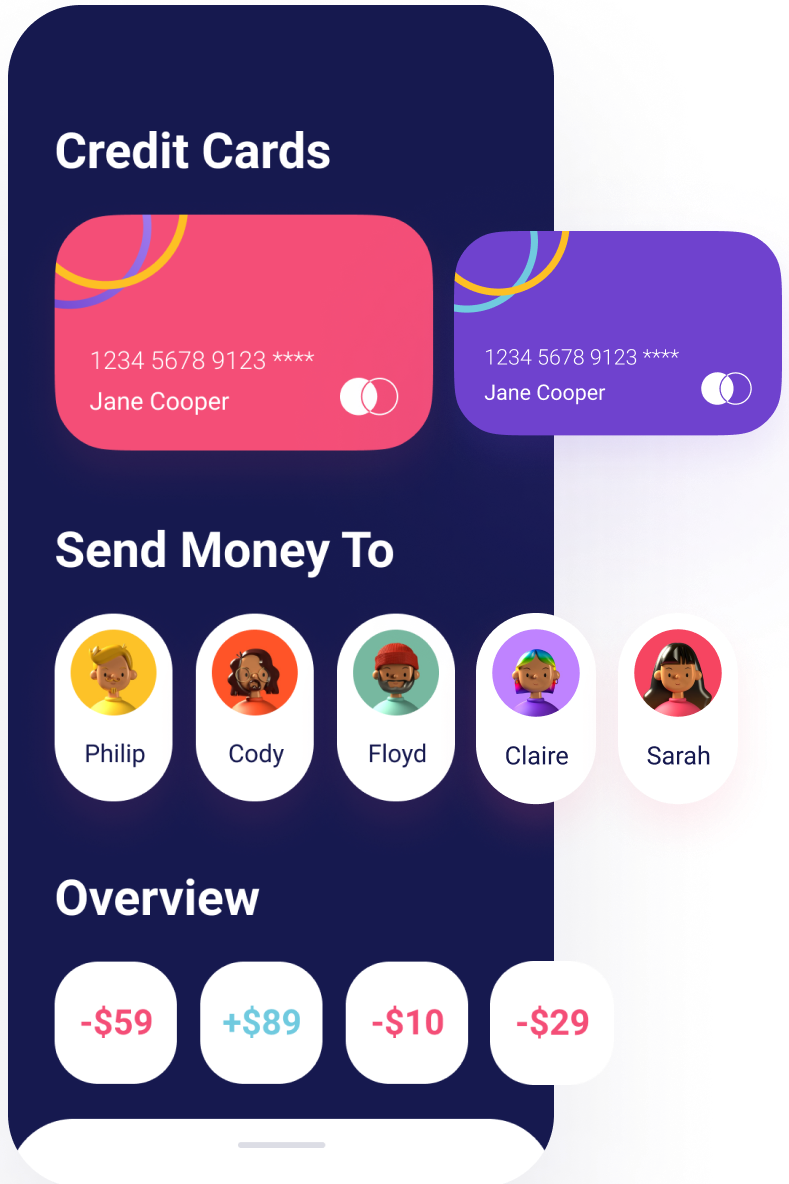 Credit Cards
1234 5678 9123 ****
Jane Cooper
1234 5678 9123 ****
Jane Cooper
Send Money To
Philip
Cody
Floyd
Claire
Sarah
Overview
-$59
+$89
-$10
-$29